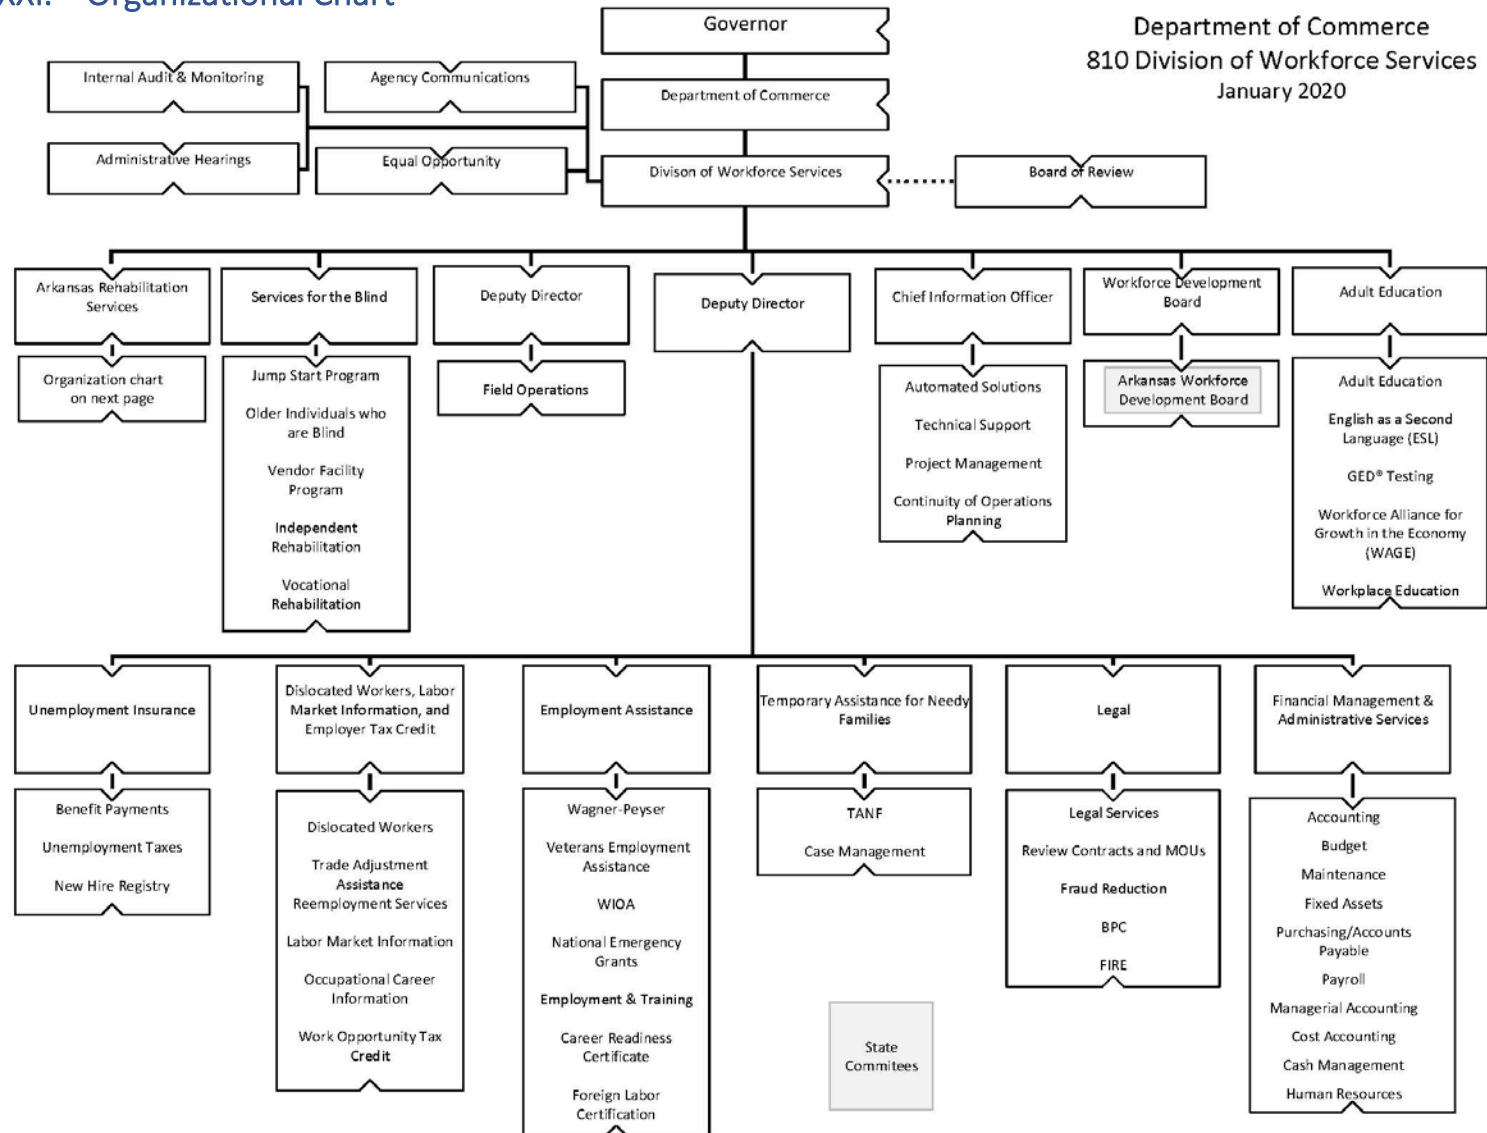 XXI. Organizational Chart
Department of Commerce
810 Division of Workforce Services
January 2020
Governor
Department of Commerce
Divison of Workforce Services
Internal Audit & Monitoring
Agency Communications
Administrative Hearings
Equal Opportunity
Board of Review
Arkansas Rehabilitation
Services
Organization chart
on next page
Services for the Blind
Jump Start Program
Older Individuals who
are Blind
Vendor Facility
Program
Independent
Rehabilitation
Vocational
Rehabilitation
Deputy Director
Field Operations
Deputy Director
Chief Information Officer
Automated Solutions
Technical Support
Project Management
Continuity of Operations
Planning
Workforce Development
Board
Arkansas Workforce
Development Board
Adult Education
Adult Education
English as a Second
Language (ESL)
GED® Testing
Workforce Alliance for
Growth in the Economy
(WAGE)
Workplace Education
Unemployment Insurance
Benefit Payments
Unemployment Taxes
New Hire Registry
Dislocated Workers, Labor
Market Information, and
Employer Tax Credit
Dislocated Workers
Trade Adjustment
Assistance
Reemployment Services
Labor Market Information
Occupational Career
Information
Work Opportunity Tax
Credit
Employment Assistance
Wagner-Peyser
Veterans Employment
Assistance
WIOA
National Emergency
Grants
Employment & Training
Career Readiness
Certificate
Foreign Labor
Certification
Temporary Assistance for Needy
Families
TANF
Case Management
Legal
Legal Services
Review Contracts and MOUs
Fraud Reduction
BPC
FIRE
Financial Management &
Administrative Services
Accounting
Budget
Maintenance
Fixed Assets
Purchasing/Accounts
Payable
Payroll
Managerial Accounting
Cost Accounting
Cash Management
Human Resources
State
Commitees